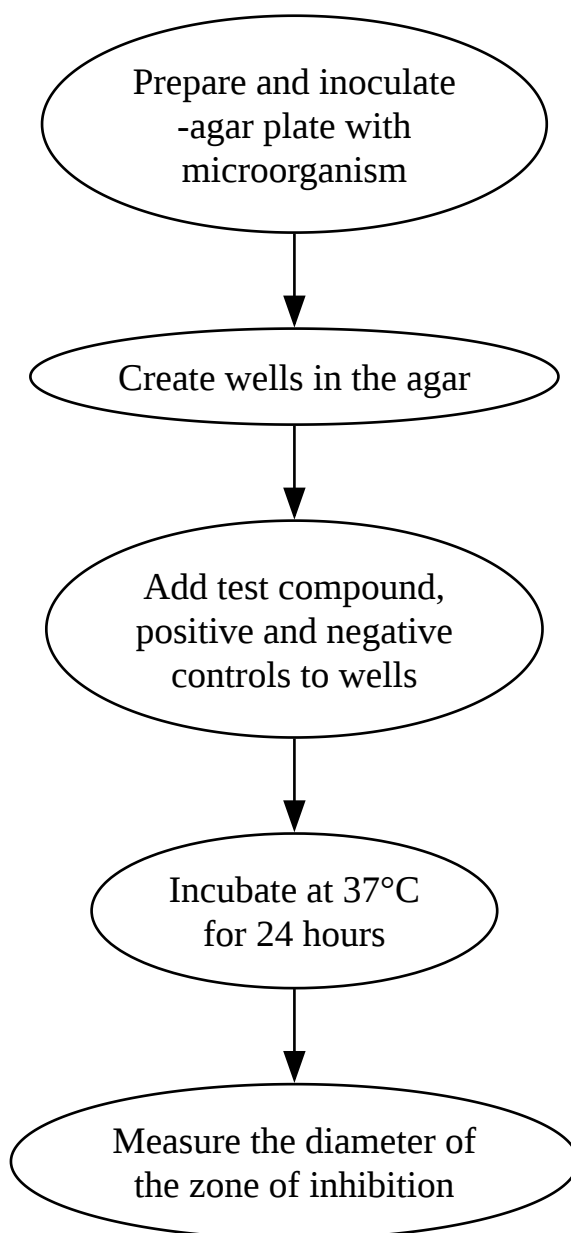 Prepare and inoculate
-agar plate with
microorganism
Create wells in the agar
Add test compound,
positive and negative
controls to wells
Incubate at 37°C
for 24 hours
Measure the diameter of
the zone of inhibition